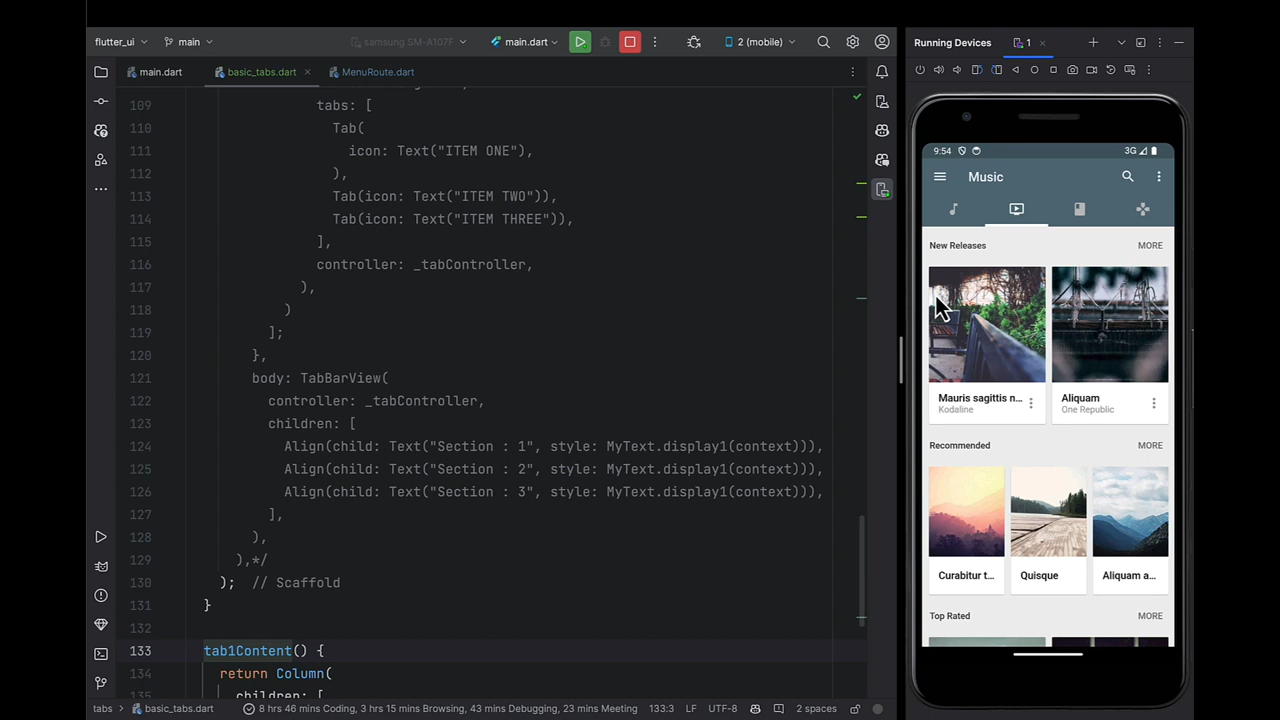 flutter_ui
main
samsung SM-A107F
main.dart
2 (mobile)
Running Devices
1
main.dart
basic_tabs.dart
MenuRoute.dart
109 tabs: [
110 Tab(
111 icon: Text("ITEM ONE"),
112 ),
113 Tab(icon: Text("ITEM TWO")),
114 Tab(icon: Text("ITEM THREE")),
115 ],
116 controller: _tabController,
117 ),
118 )
119 ];
120 },
121 body: TabBarView(
122 controller: _tabController,
123 children: [
124 Align(child: Text("Section : 1", style: MyText.display1(context))),
125 Align(child: Text("Section : 2", style: MyText.display1(context))),
126 Align(child: Text("Section : 3", style: MyText.display1(context))),
127 ],
128 ),
129 ),*/
130 ); // Scaffold
131 }
132
133 tab1Content() {
134 return Column(
135 children: [
tabs > basic_tabs.dart
8 hrs 46 mins Coding, 3 hrs 15 mins Browsing, 43 mins Debugging, 23 mins Meeting
133:3
LF
UTF-8
2 spaces
9:54
3G
Music
New Releases
MORE
Mauris sagittis n...
Kodaline
Aliquam
One Republic
Recommended
MORE
Curabitur t...
Quisque
Aliquam a...
Top Rated
MORE